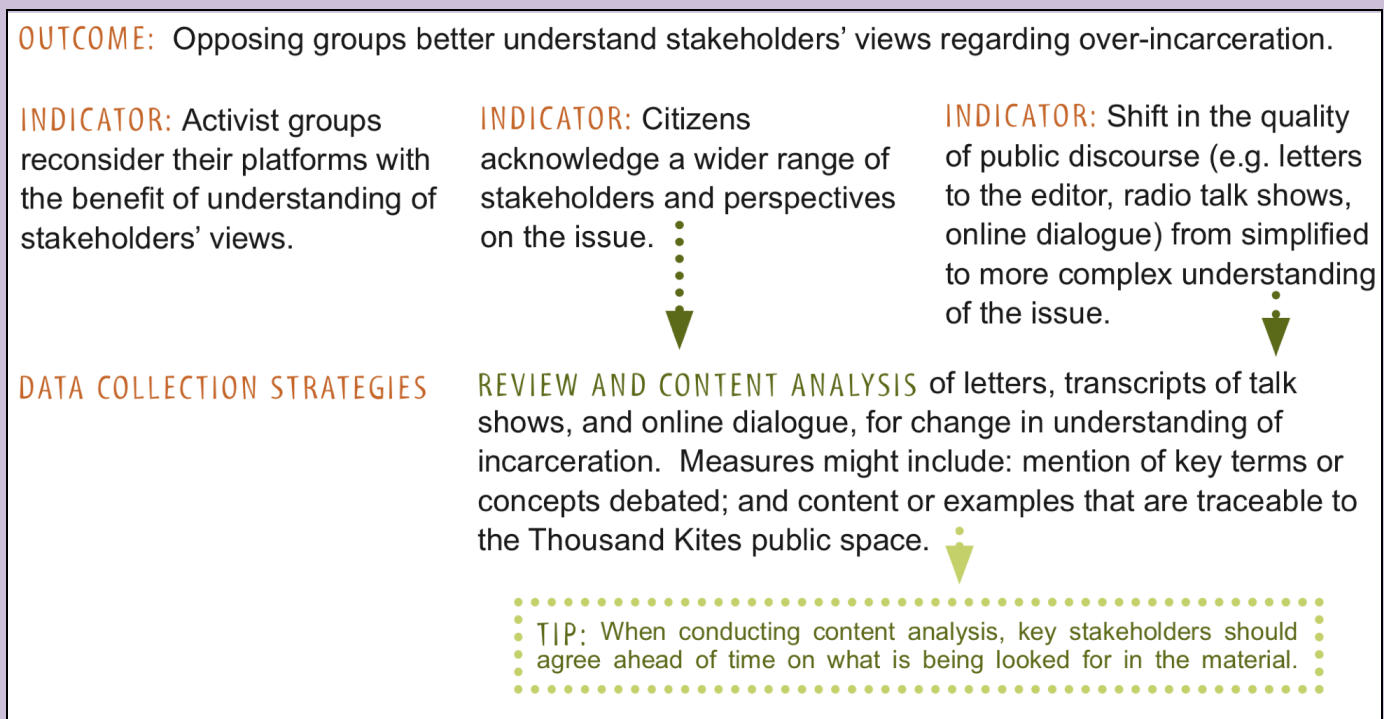 OUTCOME: Opposing groups better understand stakeholders’ views regarding over-incarceration.
INDICATOR: Activist groups
reconsider their platforms with
the benefit of understanding of
stakeholders’ views.
INDICATOR: Citizens
acknowledge a wider range of
stakeholders and perspectives
on the issue.
INDICATOR: Shift in the quality
of public discourse (e.g. letters
to the editor, radio talk shows,
online dialogue) from simplified
to more complex understanding
of the issue.
DATA COLLECTION STRATEGIES
REVIEW AND CONTENT ANALYSIS of letters, transcripts of talk
shows, and online dialogue, for change in understanding of
incarceration. Measures might include: mention of key terms or
concepts debated; and content or examples that are traceable to
the Thousand Kites public space.
TIP: When conducting content analysis, key stakeholders should
agree ahead of time on what is being looked for in the material.